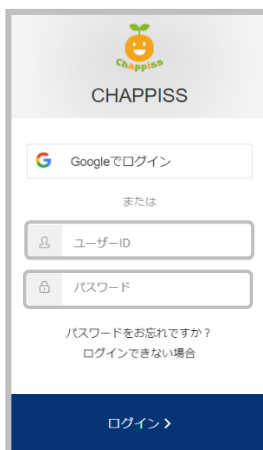 Chappiss
CHAPPISS
Googleでログイン
または
ユーザーID
パスワード
パスワードをお忘れですか？
ログインできない場合
ログイン